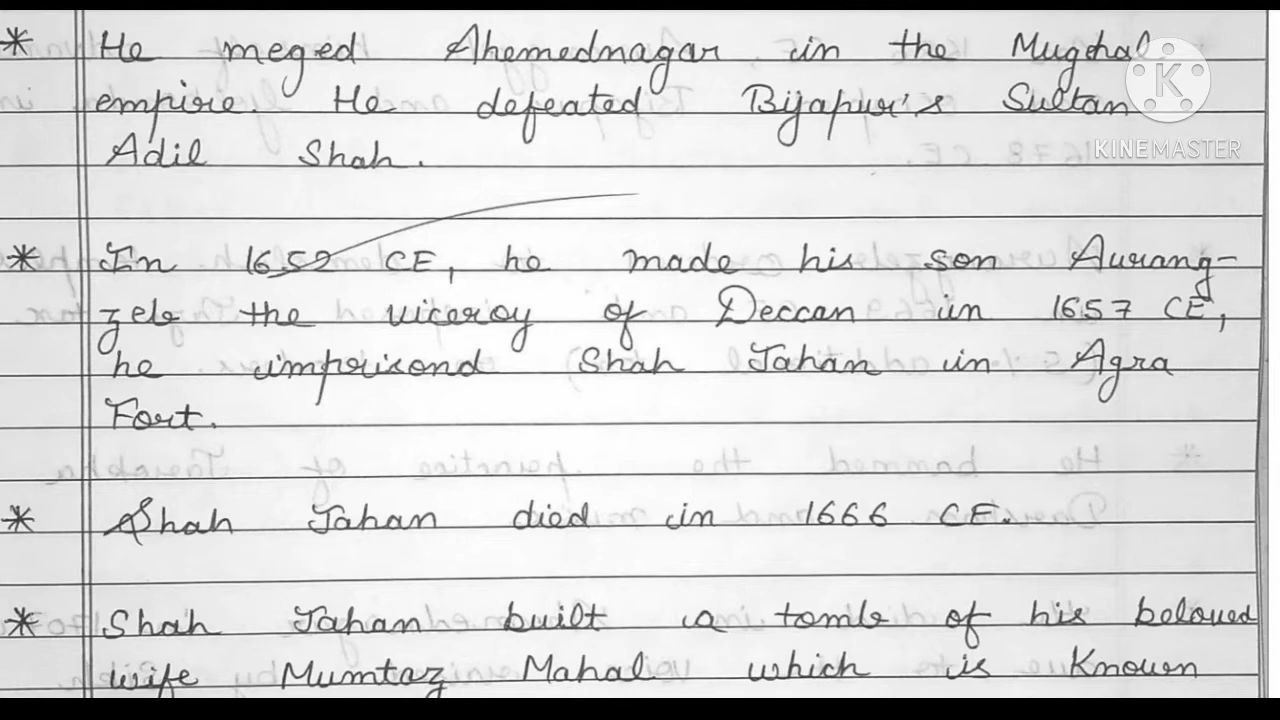 * He meged Ahemednagar in the Mughal
empire. He defeated Bijapur's Sultan
Adil Shah.
* In 1652 CE, he made his son Aurang-
zeb the viceroy of Deccan in 1657 CE,
he imprisond Shah Jahan in Agra
Fort.
* Shah Jahan died in 1666 CE.
* Shah Jahan built a tomb of his beloved
wife Mumtaz Mahal which is Known
K
KINEMASTER